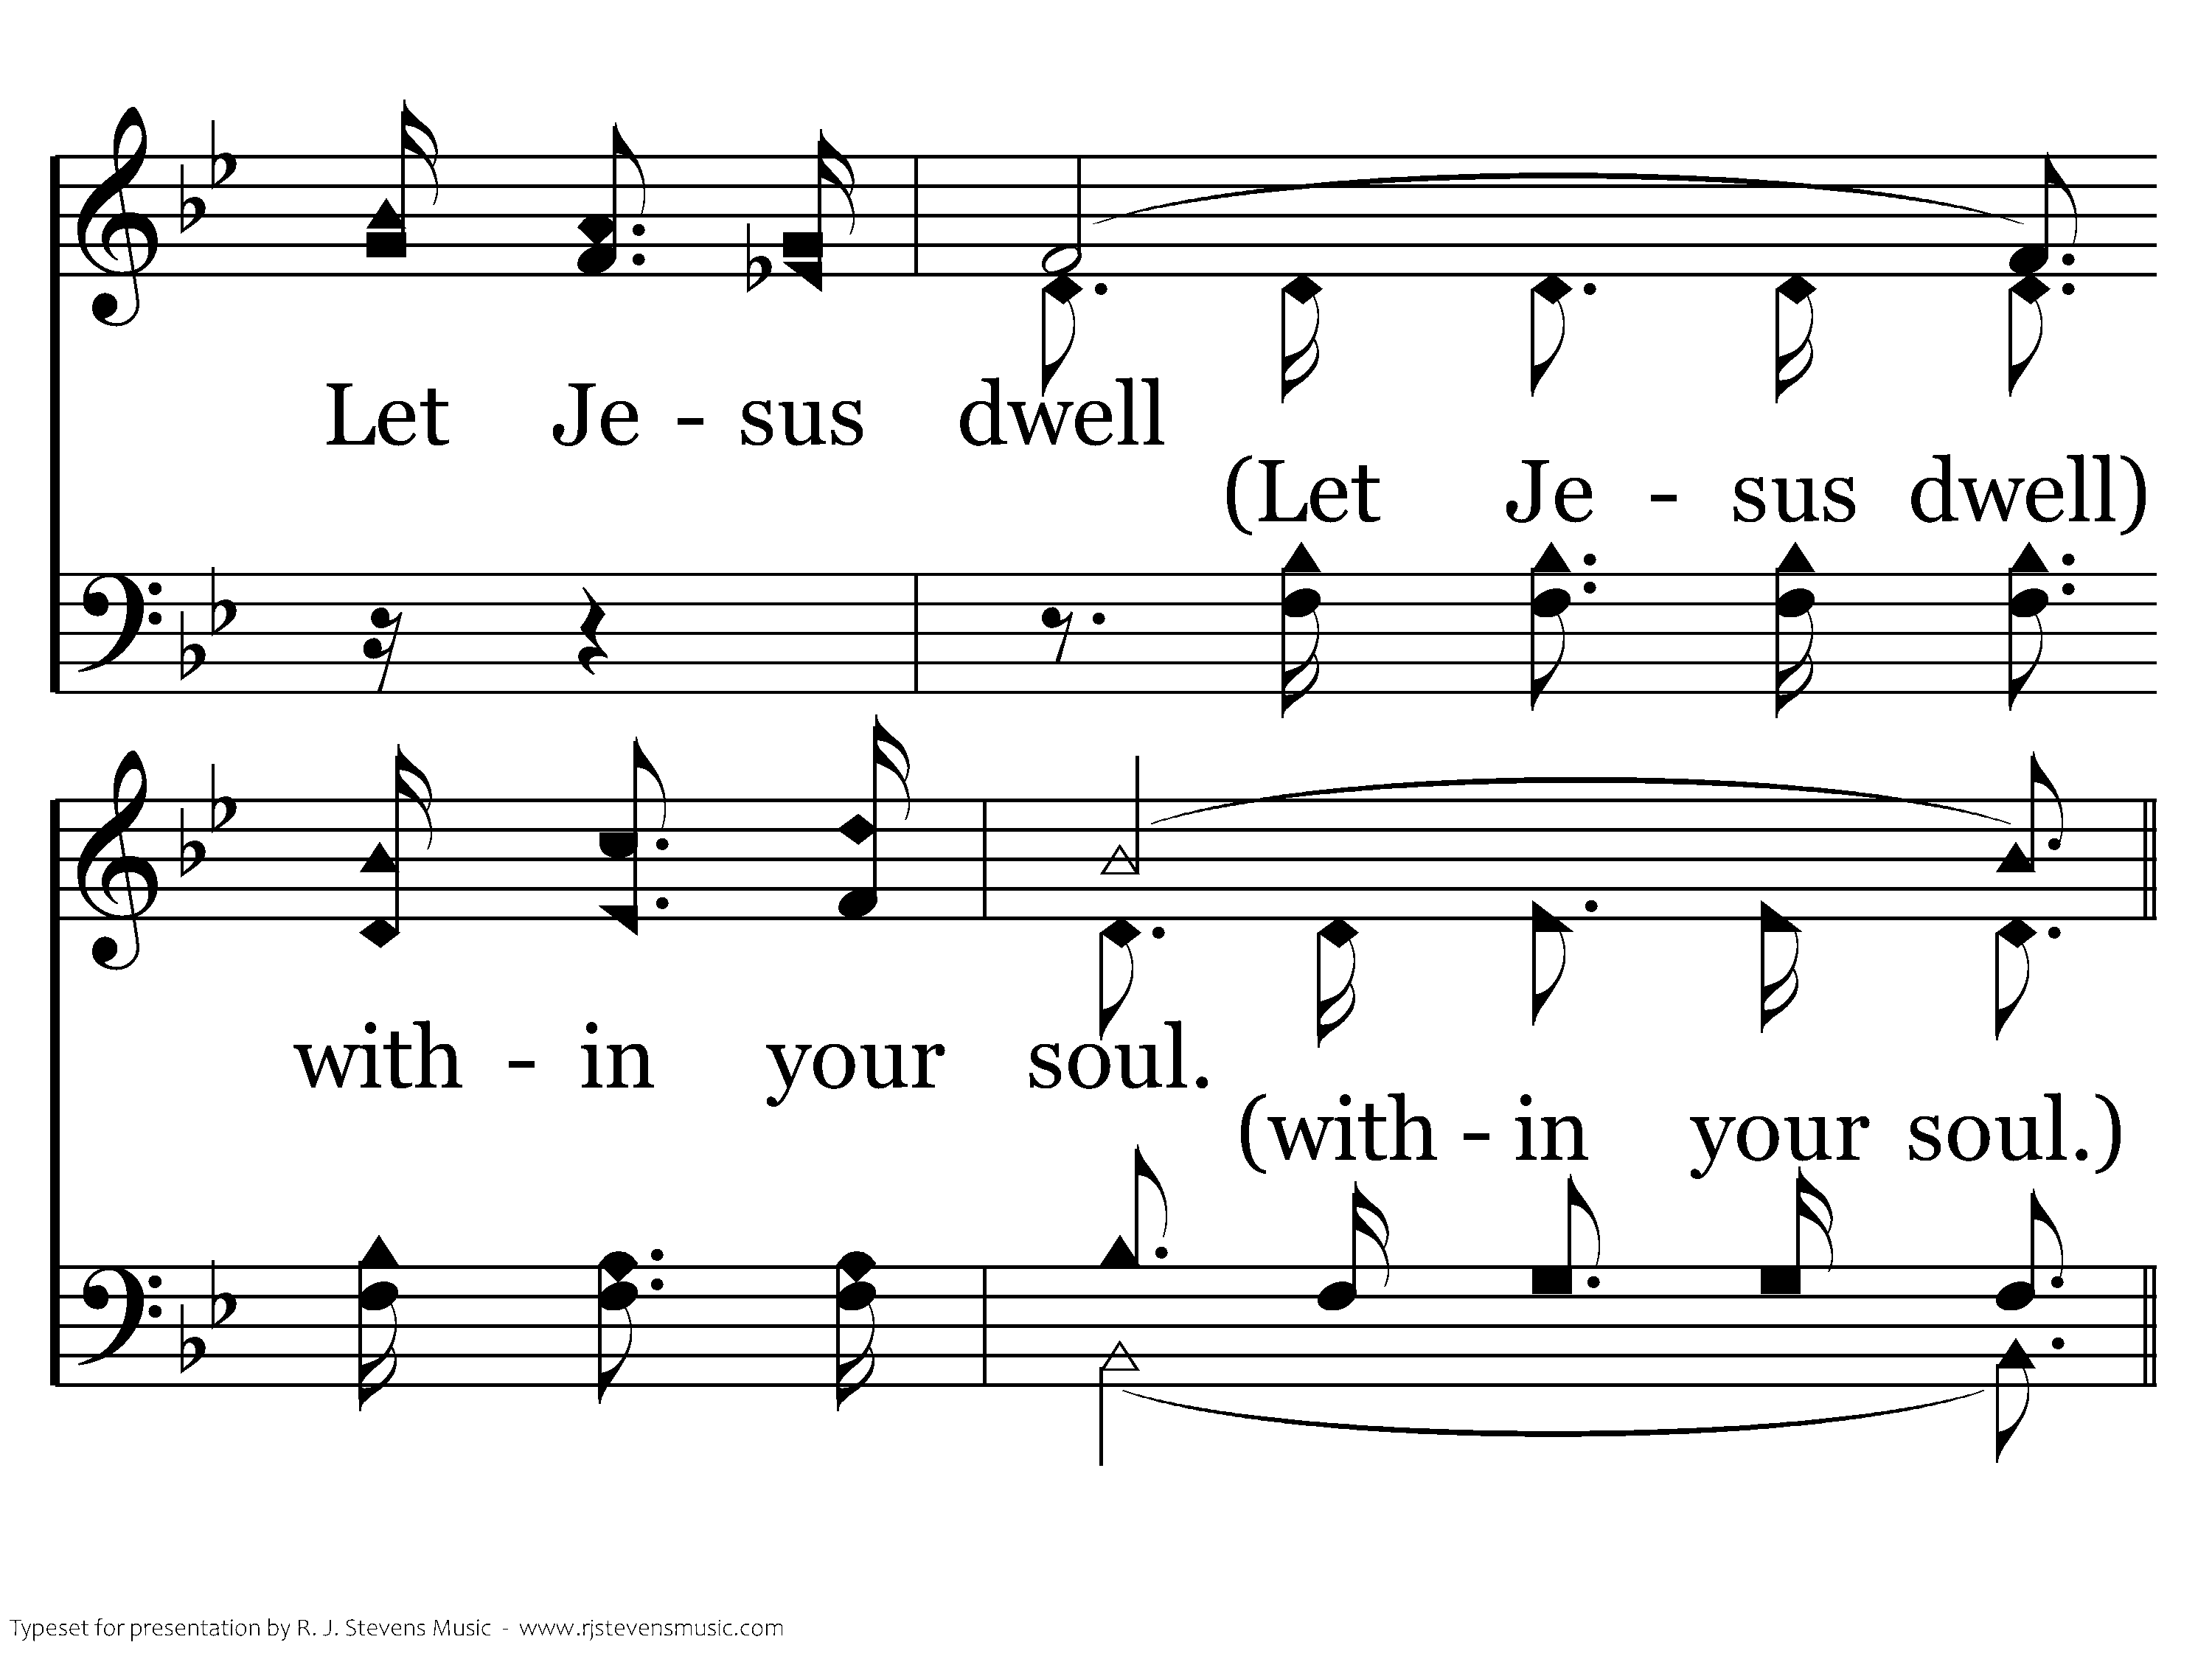 Let Je - sus dwell
(Let Je - sus dwell)
with - in your soul.
(with - in your soul.)
Typeset for presentation by R. J. Stevens Music - www.rjstevensmusic.com